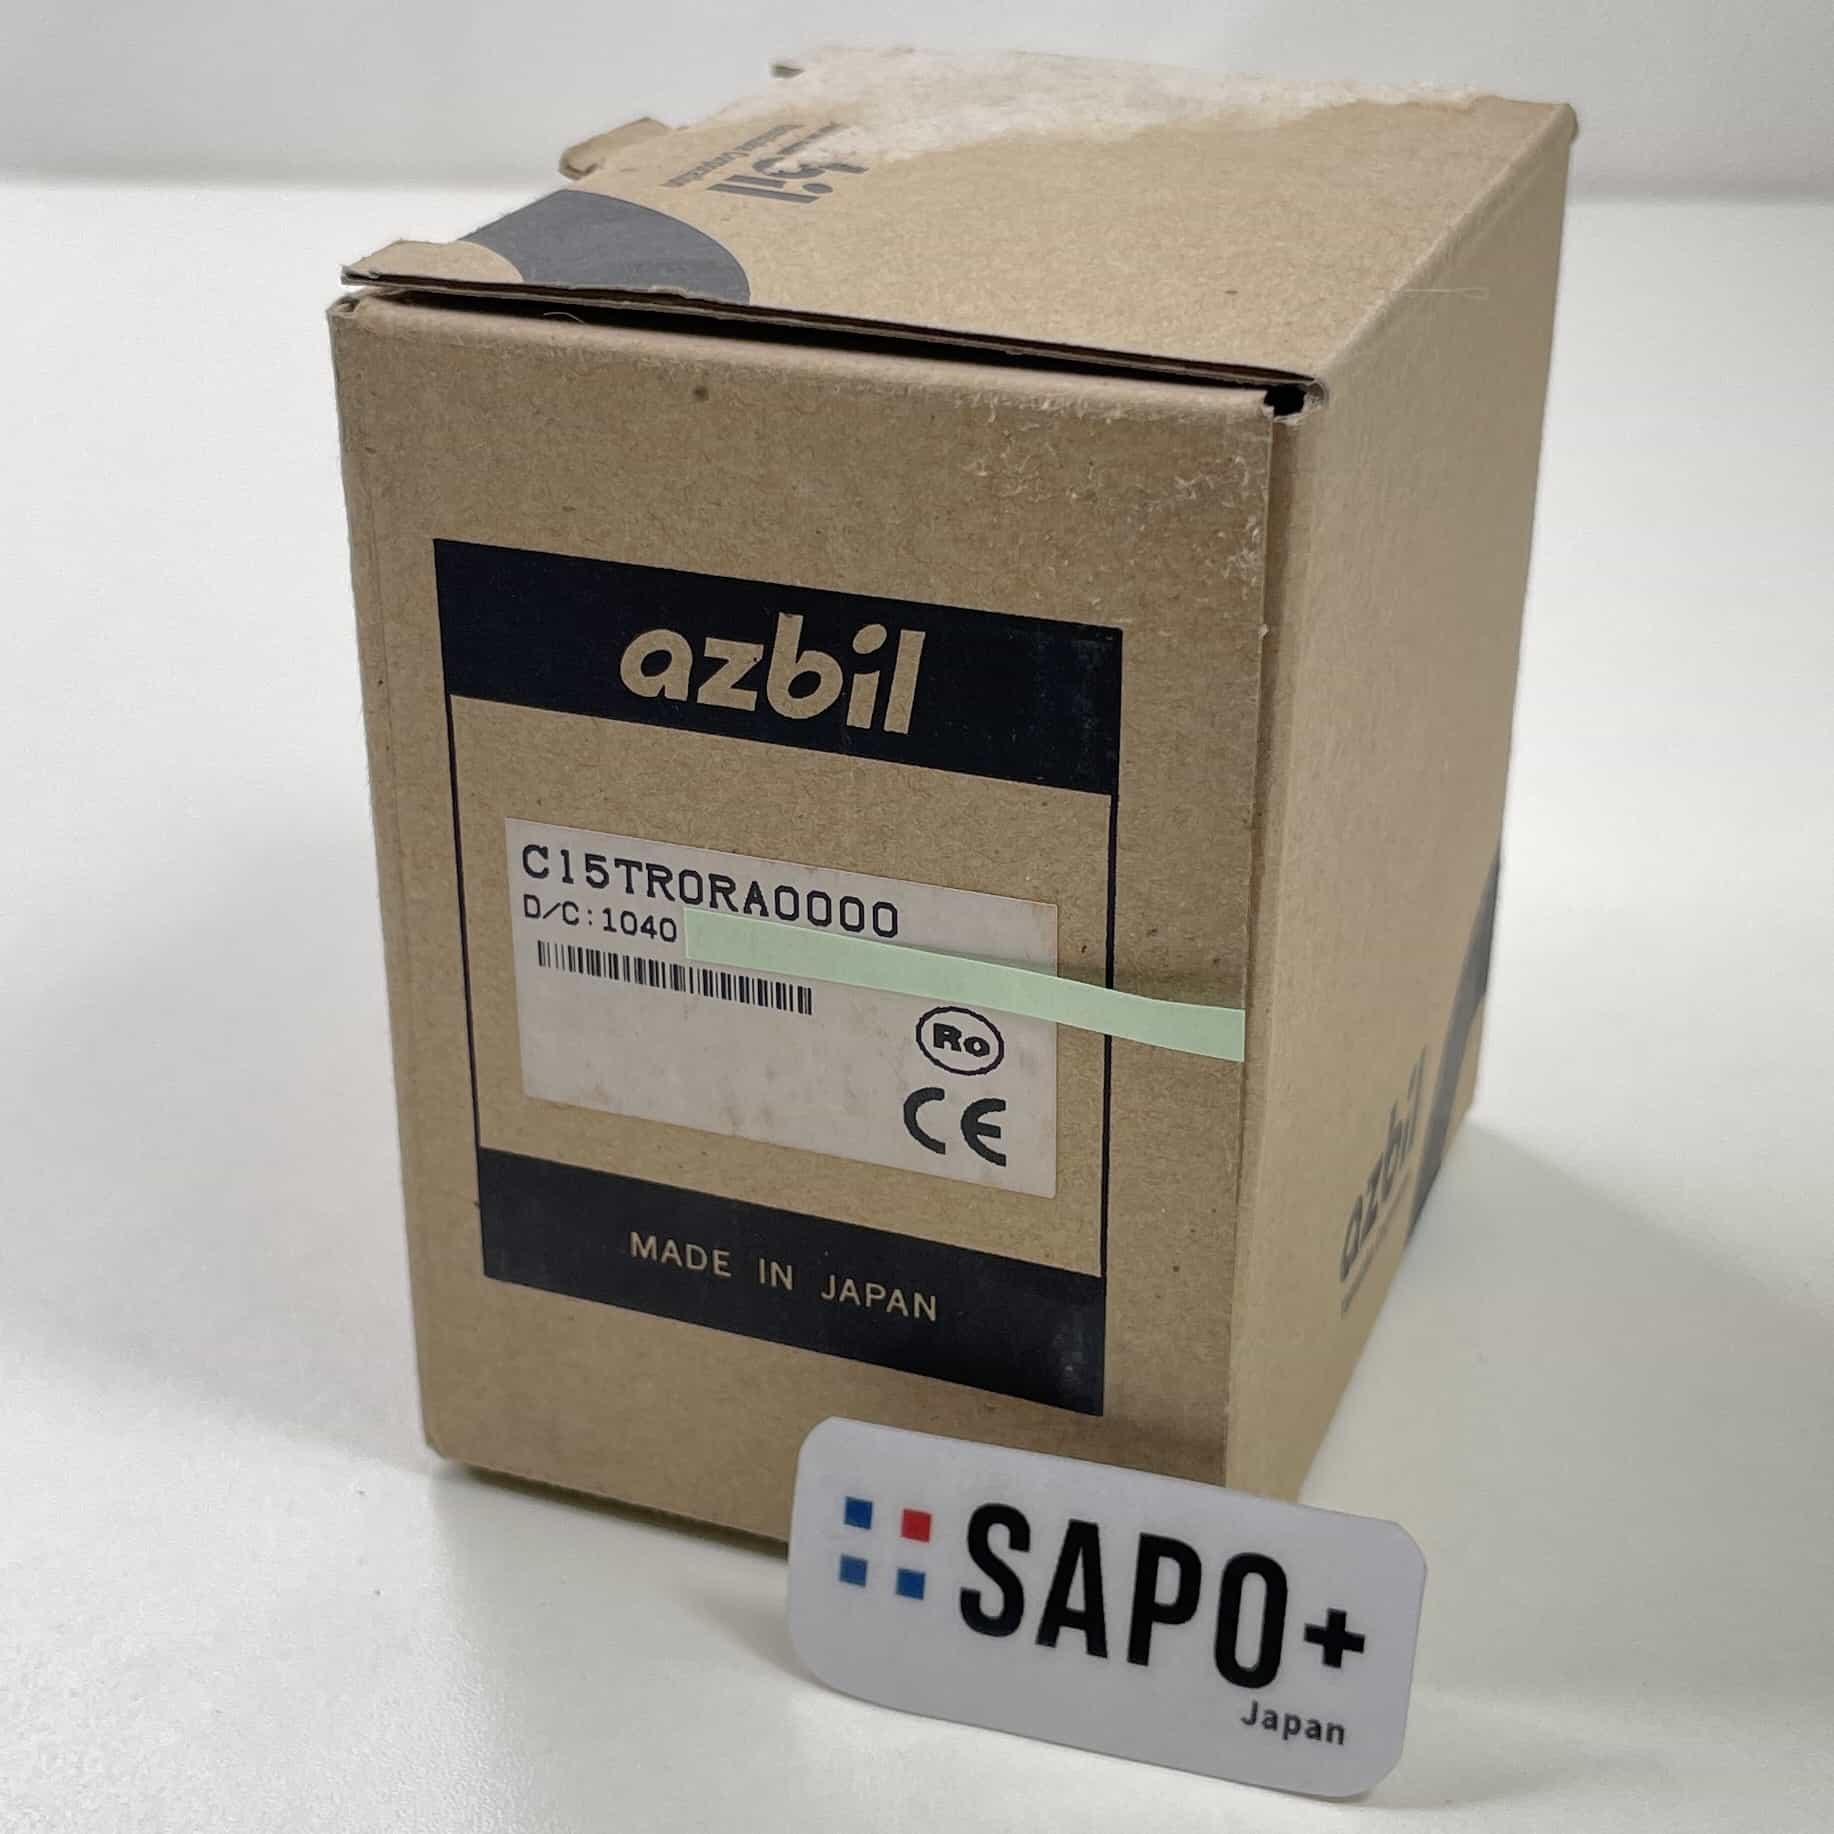 azbil
C15TR0RA0000
D/C:1040
Ro
CE
MADE IN JAPAN
azbil
SAPO+
Japan